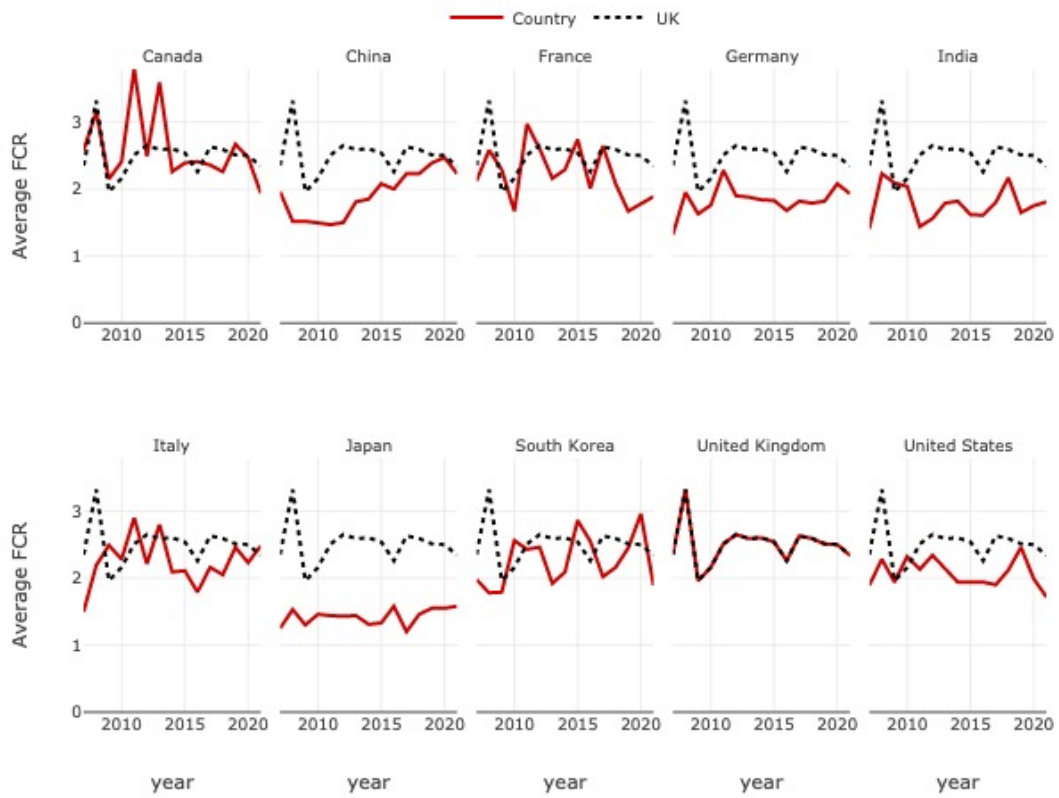 Country UK
Canada China France Germany India
Average FCR
3
2
1
0
2010 2015 2020 2010 2015 2020 2010 2015 2020 2010 2015 2020 2010 2015 2020
Italy Japan South Korea United Kingdom United States
Average FCR
3
2
1
0
2010 2015 2020 2010 2015 2020 2010 2015 2020 2010 2015 2020 2010 2015 2020
year year year year year